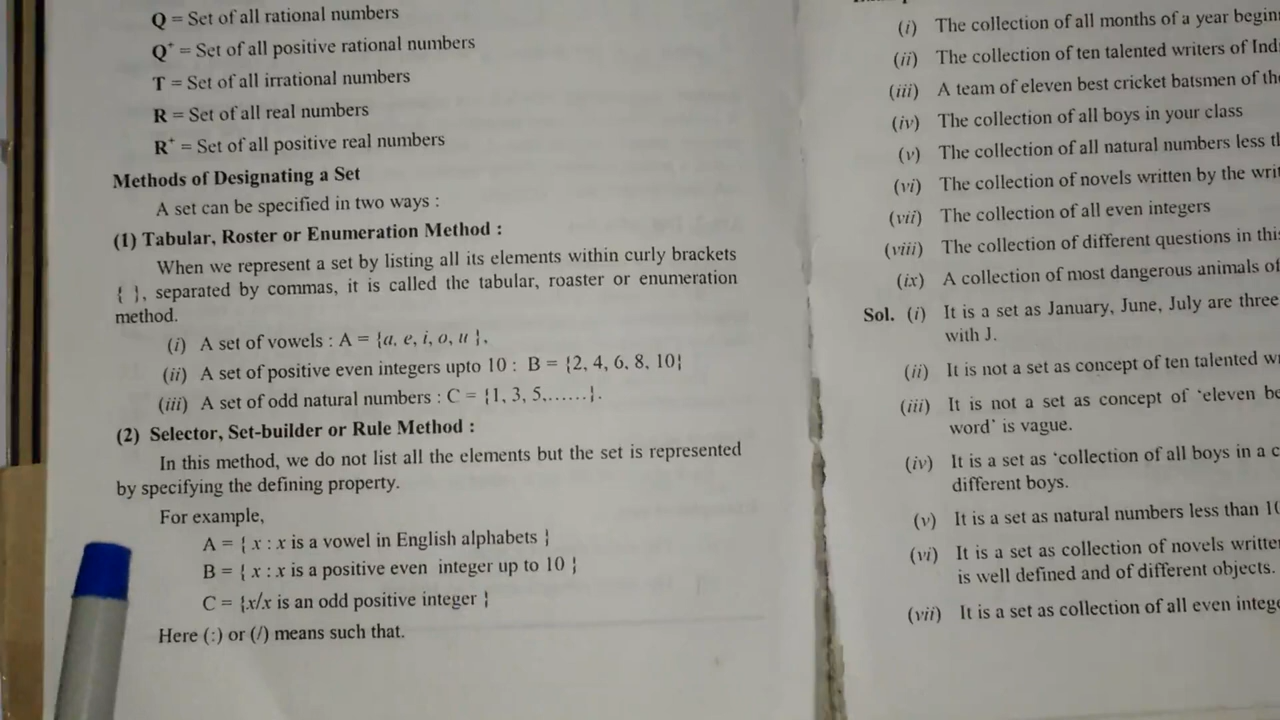 Q = Set of all rational numbers
Q⁺ = Set of all positive rational numbers
T = Set of all irrational numbers
R = Set of all real numbers
R⁺ = Set of all positive real numbers
Methods of Designating a Set
A set can be specified in two ways :
(1) Tabular, Roster or Enumeration Method :
When we represent a set by listing all its elements within curly brackets
{ }, separated by commas, it is called the tabular, roaster or enumeration
method.
(i) A set of vowels : A = {a, e, i, o, u }.
(ii) A set of positive even integers upto 10 : B = {2, 4, 6, 8, 10}
(iii) A set of odd natural numbers : C = {1, 3, 5,......}.
(2) Selector, Set-builder or Rule Method :
In this method, we do not list all the elements but the set is represented
by specifying the defining property.
For example,
A = { x : x is a vowel in English alphabets }
B = { x : x is a positive even integer up to 10 }
C = {x/x is an odd positive integer }
Here (:) or (/) means such that.
(i) The collection of all months of a year begin
(ii) The collection of ten talented writers of Ind
(iii) A team of eleven best cricket batsmen of th
(iv) The collection of all boys in your class
(v) The collection of all natural numbers less t
(vi) The collection of novels written by the wri
(vii) The collection of all even integers
(viii) The collection of different questions in this
(ix) A collection of most dangerous animals of
Sol. (i) It is a set as January, June, July are three
with J.
(ii) It is not a set as concept of ten talented w
(iii) It is not a set as concept of 'eleven be
word' is vague.
(iv) It is a set as 'collection of all boys in a c
different boys.
(v) It is a set as natural numbers less than 10
(vi) It is a set as collection of novels written
is well defined and of different objects.
(vii) It is a set as collection of all even intege